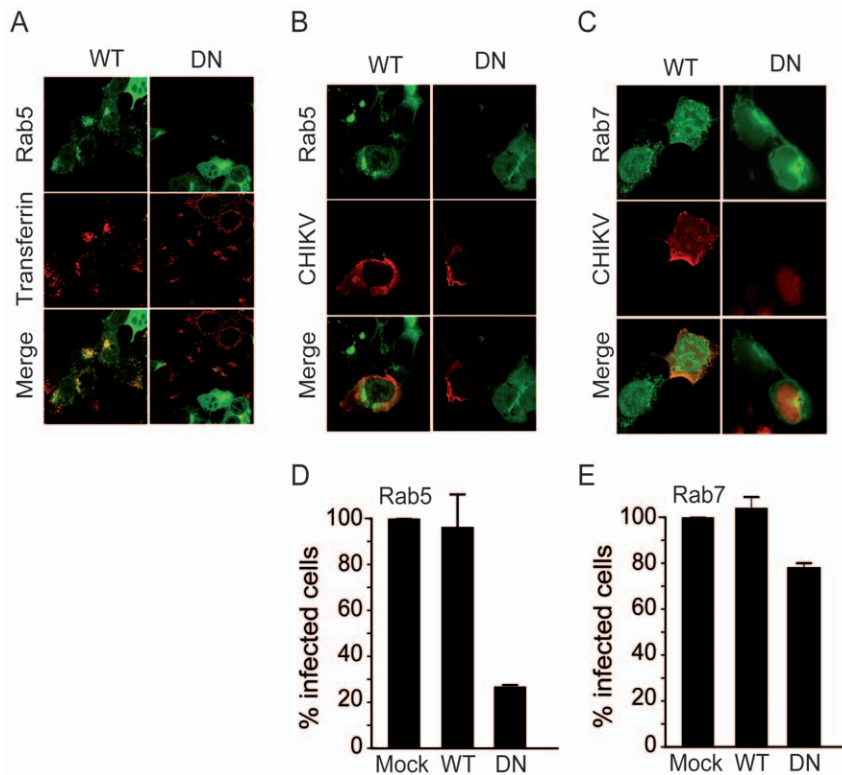 A
WT DN
Rab5
Transferrin
Merge
B
WT DN
Rab5
CHIKV
Merge
C
WT DN
Rab7
CHIKV
Merge
D
Rab5
% infected cells
100
80
60
40
20
0
Mock WT DN
E
Rab7
% infected cells
100
80
60
40
20
0
Mock WT DN